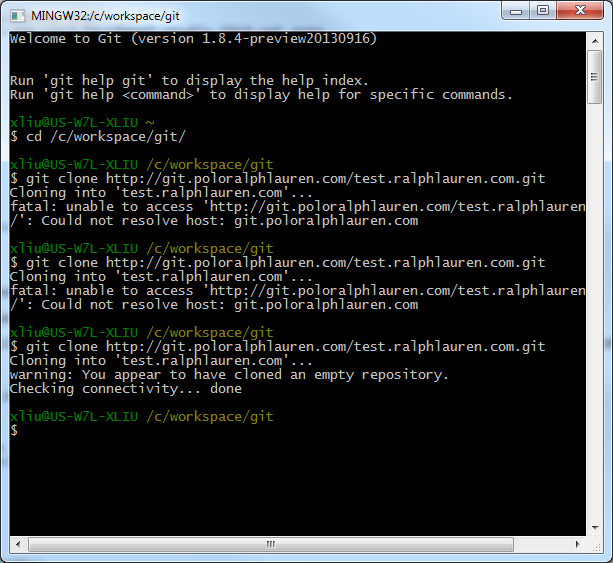 MINGW32:/c/workspace/git
Welcome to Git (version 1.8.4-preview20130916)
Run 'git help git' to display the help index.
Run 'git help <command>' to display help for specific commands.
xliu@US-W7L-XLIU ~
$ cd /c/workspace/git/
xliu@US-W7L-XLIU /c/workspace/git
$ git clone http://git.poloralphlauren.com/test.ralphlauren.com.git
Cloning into 'test.ralphlauren.com'...
fatal: unable to access 'http://git.poloralphlauren.com/test.ralphlauren
/': Could not resolve host: git.poloralphlauren.com
xliu@US-W7L-XLIU /c/workspace/git
$ git clone http://git.poloralphlauren.com/test.ralphlauren.com.git
Cloning into 'test.ralphlauren.com'...
fatal: unable to access 'http://git.poloralphlauren.com/test.ralphlauren
/': Could not resolve host: git.poloralphlauren.com
xliu@US-W7L-XLIU /c/workspace/git
$ git clone http://git.poloralphlauren.com/test.ralphlauren.com.git
Cloning into 'test.ralphlauren.com'...
warning: You appear to have cloned an empty repository.
Checking connectivity... done
xliu@US-W7L-XLIU /c/workspace/git
$